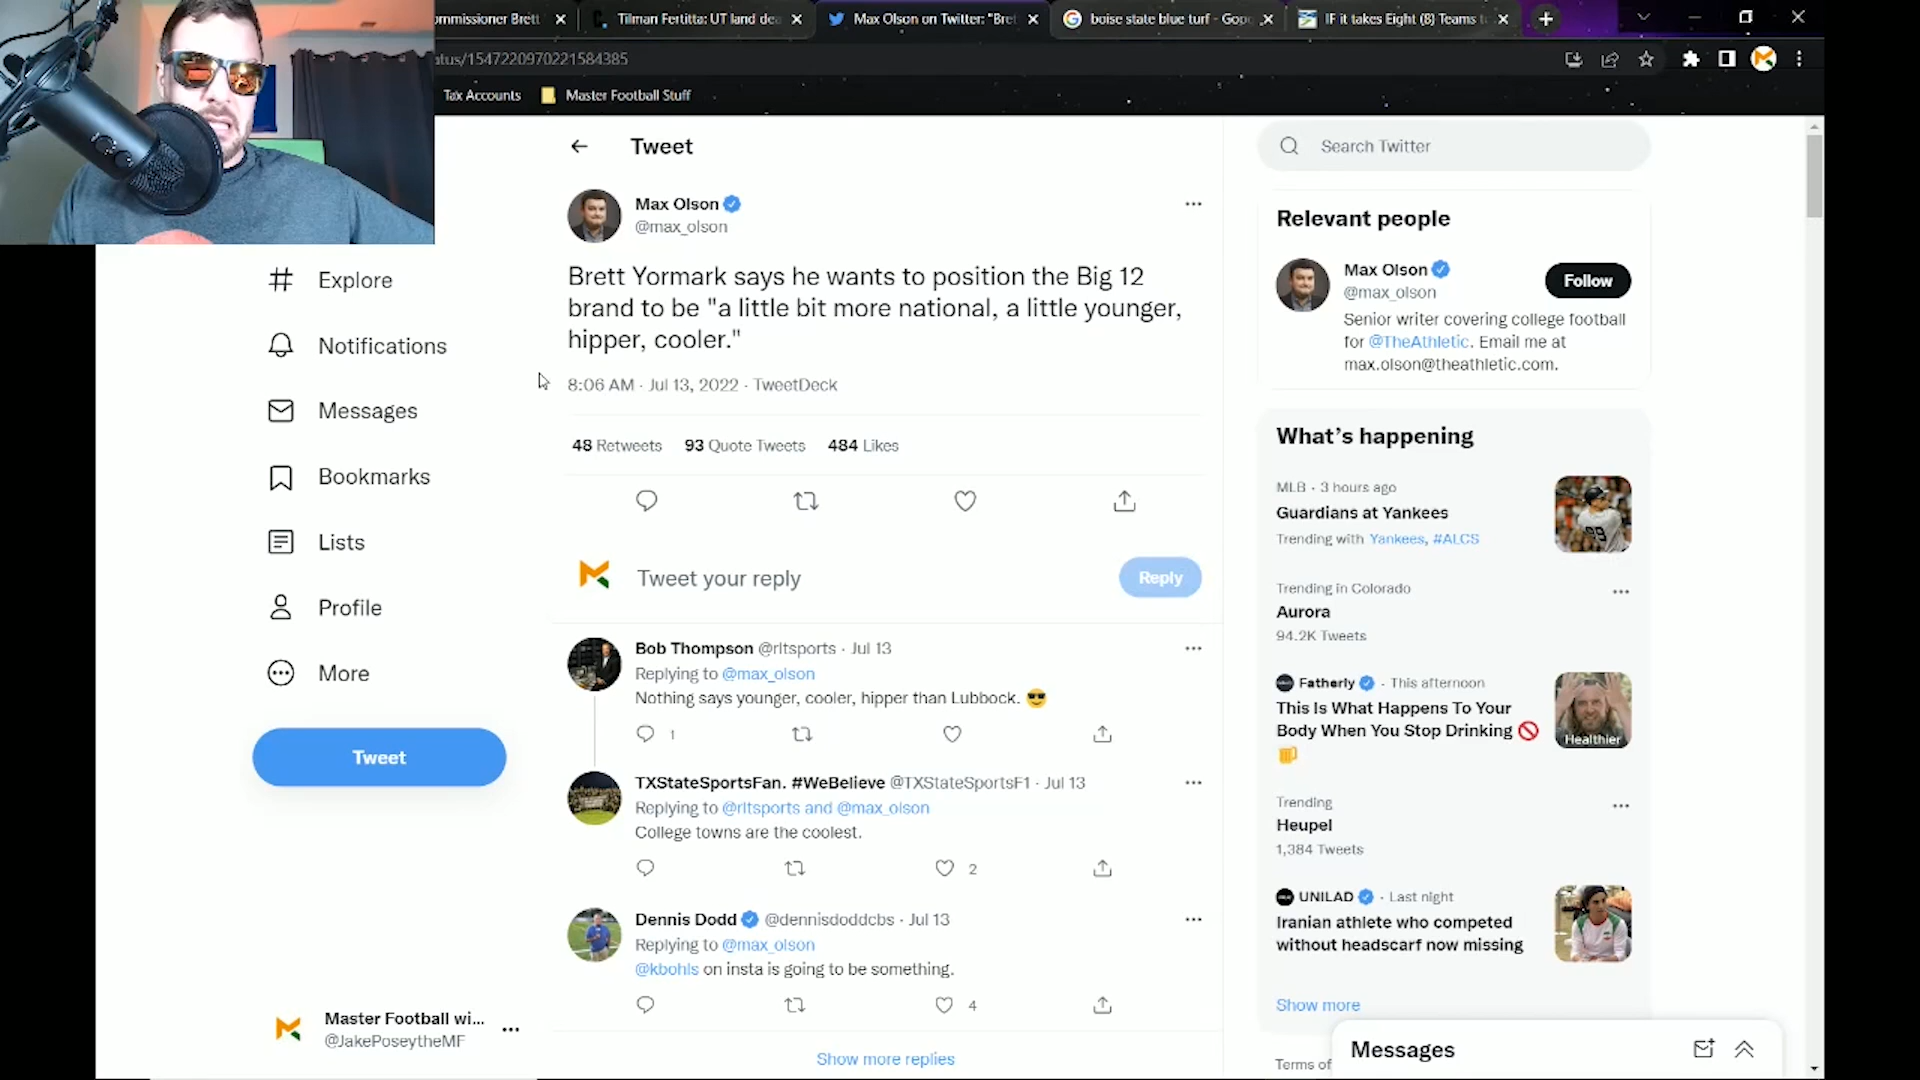 ommissioner Brett
Tilman Fertitta: UT land dea
Max Olson on Twitter: "Bret
boise state blue turf - Goo
IF it takes Eight (8) Teams t
atus/1547220970221584385
Tax Accounts
Master Football Stuff
Tweet
Search Twitter
Max Olson
@max_olson
Brett Yormark says he wants to position the Big 12
brand to be "a little bit more national, a little younger,
hipper, cooler."
8:06 AM · Jul 13, 2022 · TweetDeck
48 Retweets 93 Quote Tweets 484 Likes
Tweet your reply
Reply
Bob Thompson @rltsports · Jul 13
Replying to @max_olson
Nothing says younger, cooler, hipper than Lubbock. 😎
1
TXStateSportsFan. #WeBelieve @TXStateSportsF1 · Jul 13
Replying to @rltsports and @max_olson
College towns are the coolest.
2
Dennis Dodd @dennisdoddcbs · Jul 13
Replying to @max_olson
@kbohls on insta is going to be something.
4
Show more replies
Explore
Notifications
Messages
Bookmarks
Lists
Profile
More
Tweet
Master Football wi...
@JakePoseytheMF
Relevant people
Max Olson
@max_olson
Follow
Senior writer covering college football
for @TheAthletic. Email me at
max.olson@theathletic.com.
What's happening
MLB · 3 hours ago
Guardians at Yankees
Trending with Yankees, #ALCS
99
Trending in Colorado
Aurora
94.2K Tweets
Fatherly · This afternoon
This Is What Happens To Your
Body When You Stop Drinking 🚫
🍺
Healthier
Trending
Heupel
1,384 Tweets
UNILAD · Last night
Iranian athlete who competed
without headscarf now missing
Show more
Terms of
Messages